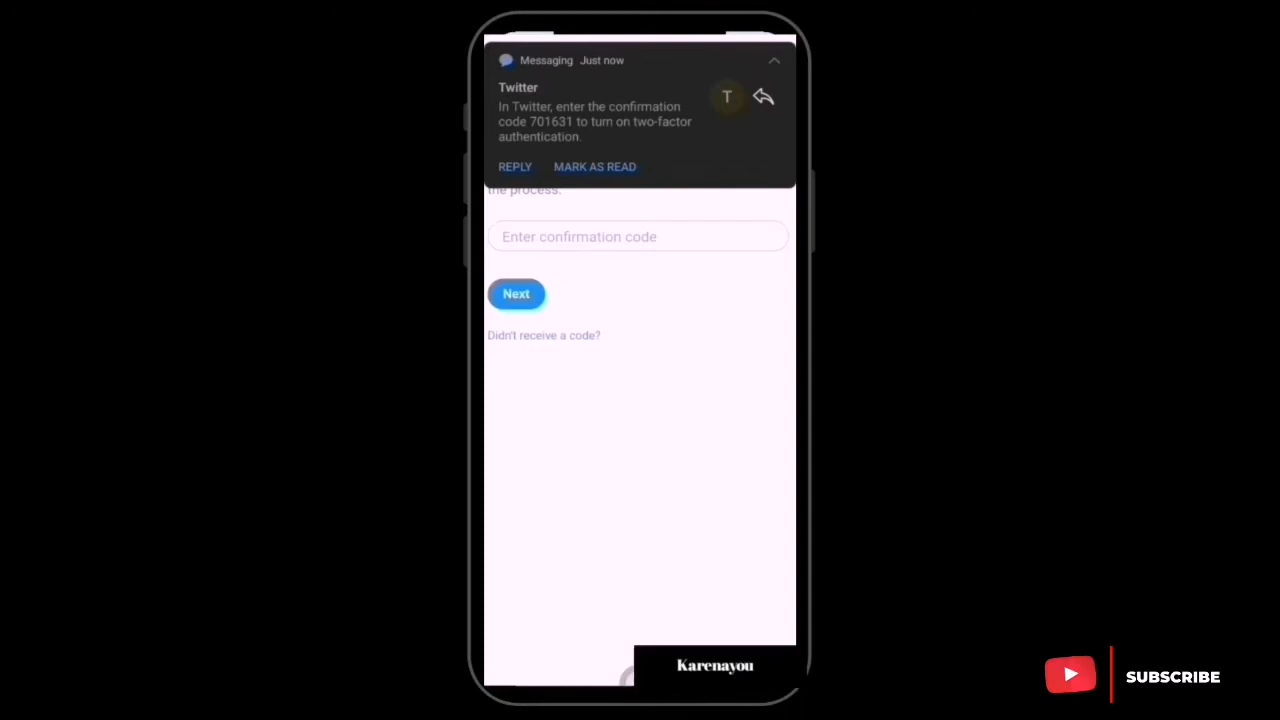 Messaging Just now
Twitter
In Twitter, enter the confirmation
code 701631 to turn on two-factor
authentication.
T
REPLY MARK AS READ
the process.
Enter confirmation code
Next
Didn't receive a code?
Karenayou
SUBSCRIBE